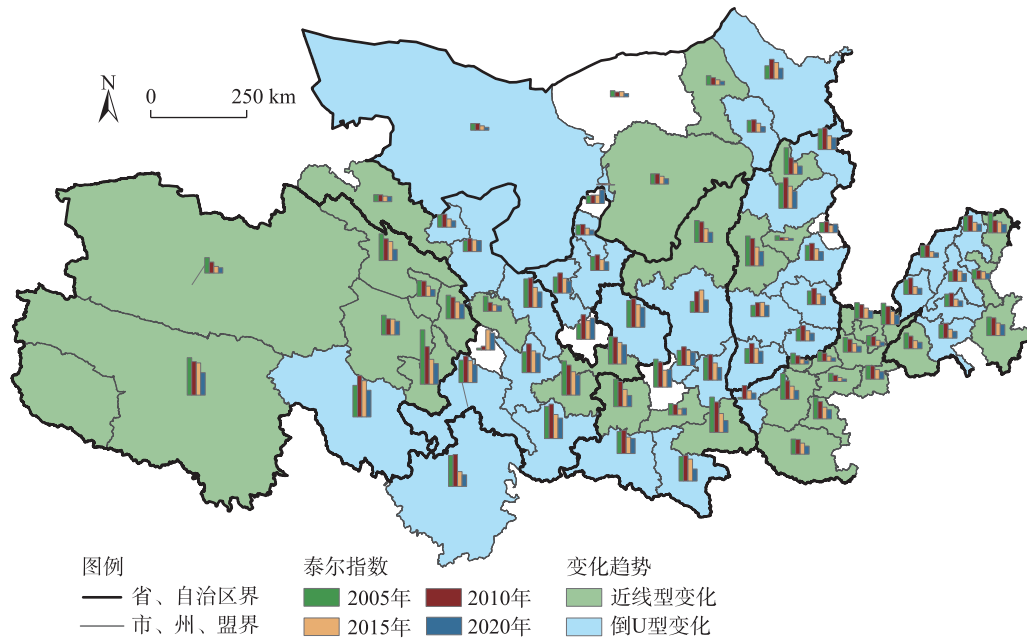 N
0 250 km
图例 泰尔指数 变化趋势
省、自治区界 2005年 2010年 近线型变化
市、州、盟界 2015年 2020年 倒U型变化